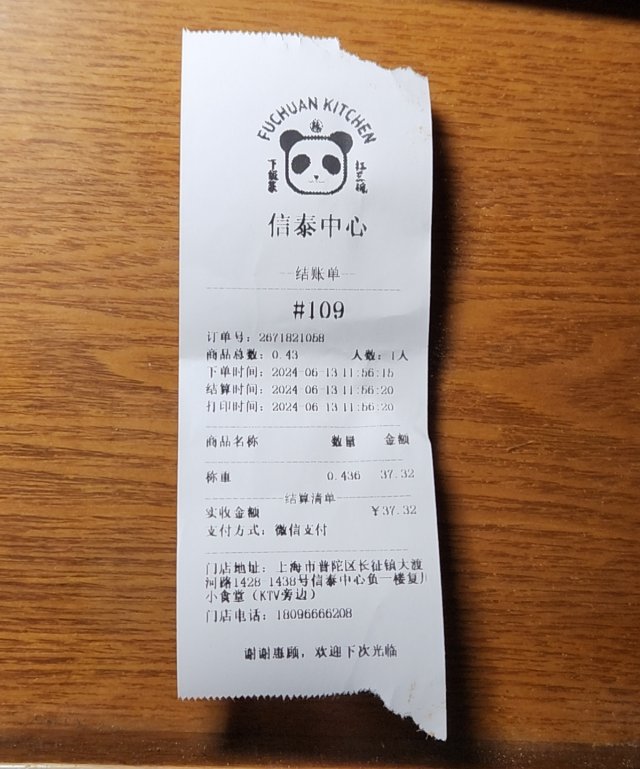 FUCHUAN KITCHEN
下饭菜
信泰中心
结账单
#109
订单号：2671821058
商品总数：0.43 人数：1人
下单时间：2024-06-13 11:56:15
结算时间：2024-06-13 11:56:20
打印时间：2024-06-13 11:56:20
商品名称 数量 金额
称重 0.436 37.32
结算清单
实收金额 ￥37.32
支付方式：微信支付
门店地址：上海市普陀区长征镇大渡
河路1428-1438号信泰中心负一楼复川
小食堂（KTV旁边）
门店电话：18096666208
谢谢惠顾，欢迎下次光临